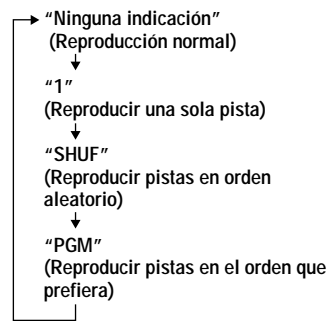 “Ninguna indicación”
(Reproducción normal)
“1”
(Reproducir una sola pista)
“SHUF”
(Reproducir pistas en orden
aleatorio)
“PGM”
(Reproducir pistas en el orden que
prefiera)